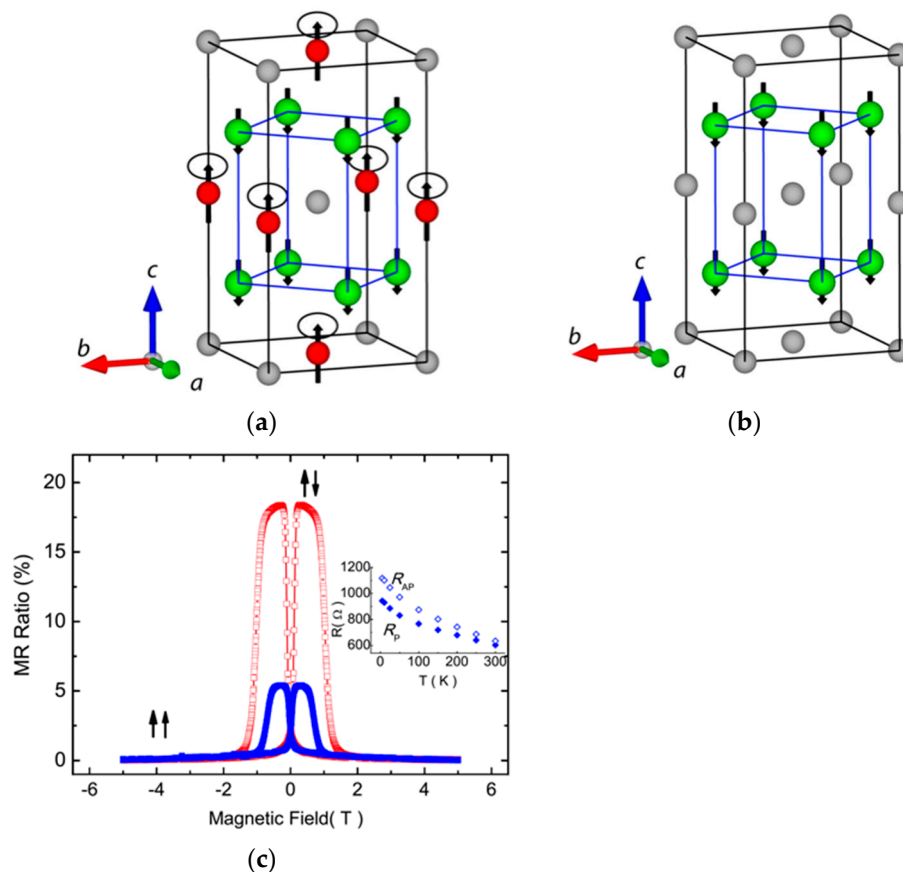 c
b
a
(a)
c
b
a
(b)
20
15
10
5
0
MR Ratio (%)
-6 -4 -2 0 2 4 6
Magnetic Field( T )
1200
1000
800
600
R( Ω )
R_AP
R_P
0 100 200 300
T ( K )
(c)